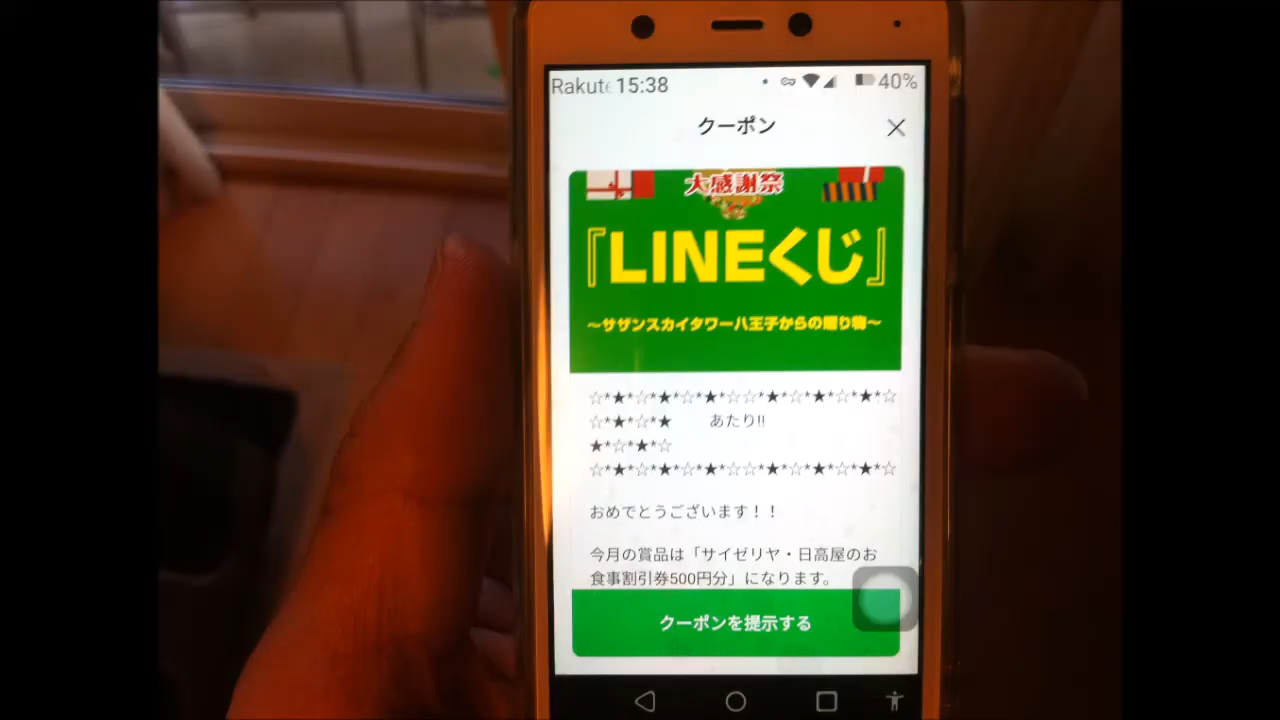 Rakute 15:38 40%
クーポン
大感謝祭
『LINEくじ』
～サザンスカイタワー八王子からの贈り物～
☆*★*☆*★*☆*★*☆☆*★*☆*★*☆*★*☆
☆*★*☆*★ あたり!!
★*☆*★*☆
☆*★*☆*★*☆*★*☆☆*★*☆*★*☆*★*☆
おめでとうございます！！
今月の賞品は「サイゼリヤ・日高屋のお
食事割引券500円分」になります。
クーポンを提示する